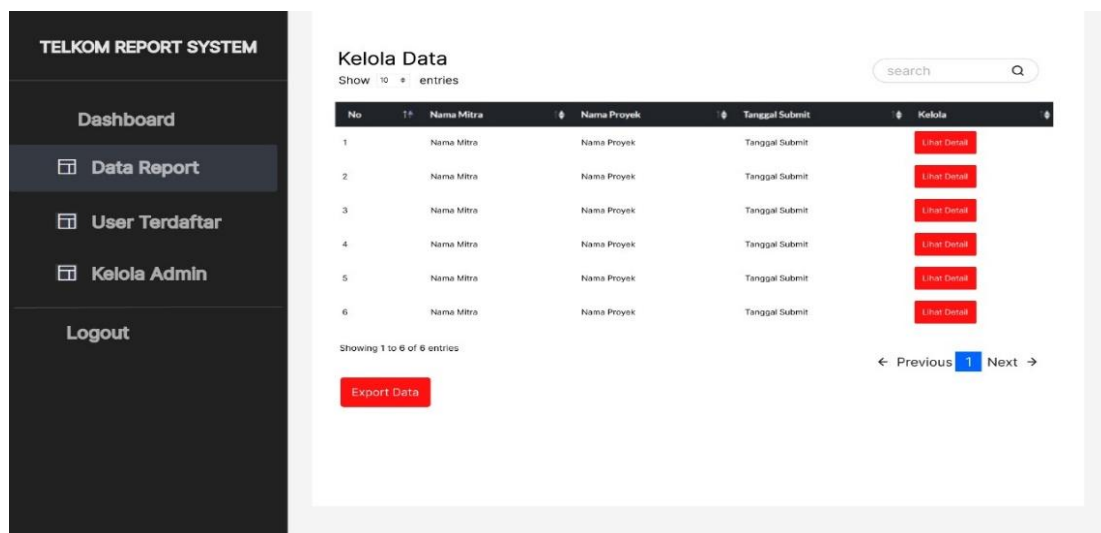 TELKOM REPORT SYSTEM
Dashboard
Data Report
User Terdaftar
Kelola Admin
Logout
Kelola Data
Show 10 entries
search
No Nama Mitra Nama Proyek Tanggal Submit Kelola
1 Nama Mitra Nama Proyek Tanggal Submit Lihat Detail
2 Nama Mitra Nama Proyek Tanggal Submit Lihat Detail
3 Nama Mitra Nama Proyek Tanggal Submit Lihat Detail
4 Nama Mitra Nama Proyek Tanggal Submit Lihat Detail
5 Nama Mitra Nama Proyek Tanggal Submit Lihat Detail
6 Nama Mitra Nama Proyek Tanggal Submit Lihat Detail
Showing 1 to 6 of 6 entries
← Previous 1 Next →
Export Data